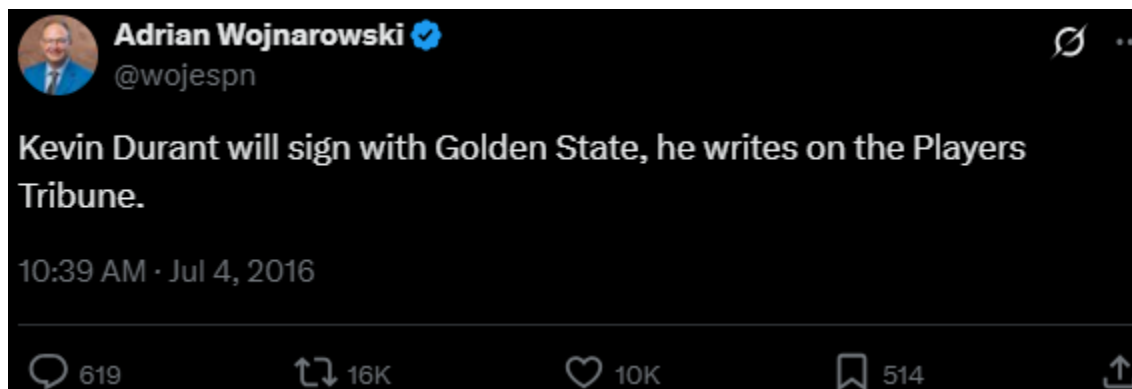 Adrian Wojnarowski
@wojespn
Kevin Durant will sign with Golden State, he writes on the Players
Tribune.
10:39 AM · Jul 4, 2016
619 16K 10K 514